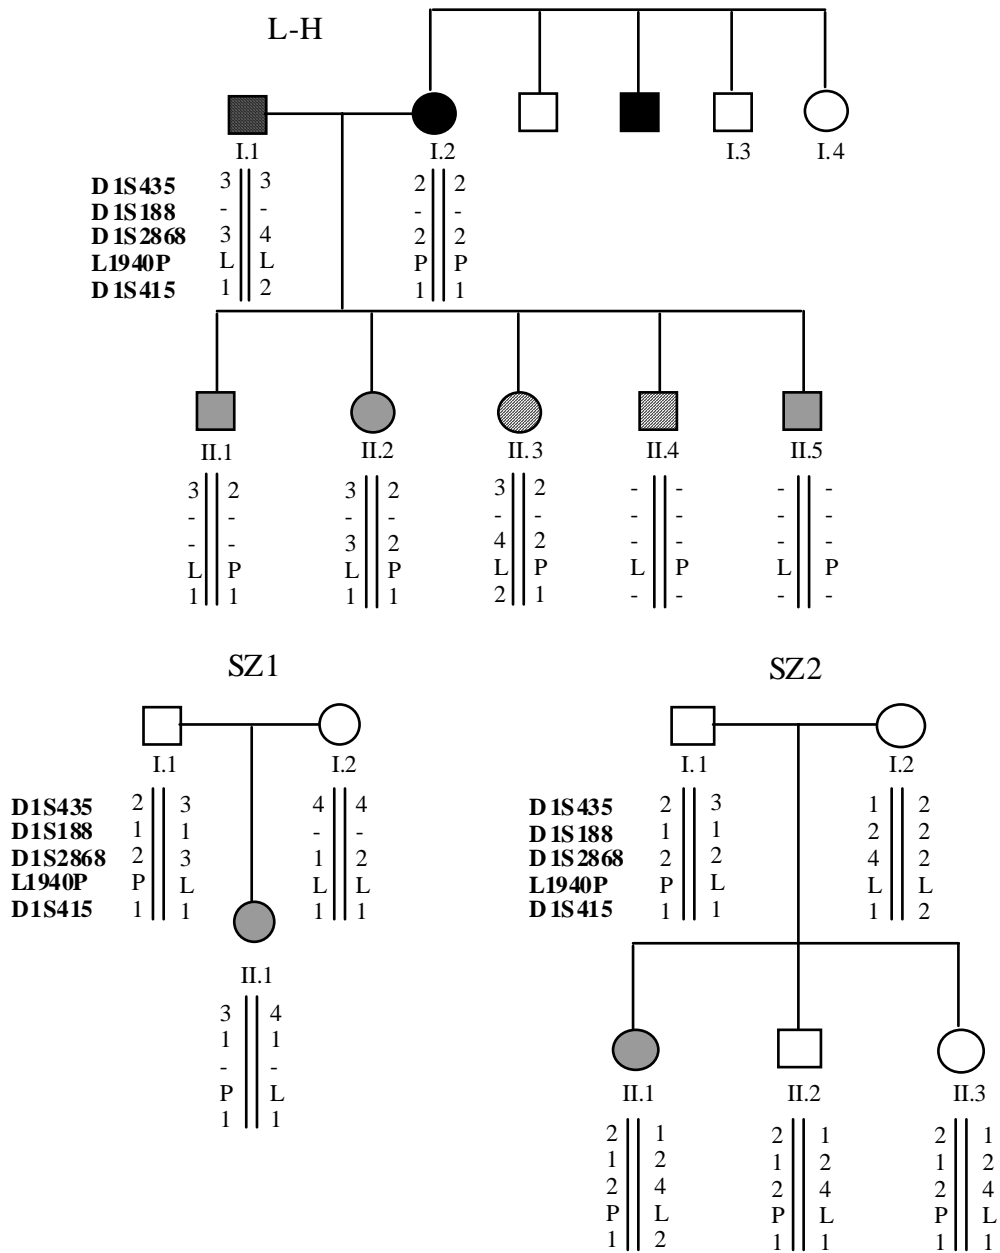 L-H
I.1 I.2 I.3 I.4
D1S435 3 3 2 2
D1S188 - - - -
D1S2868 3 4 2 2
L1940P L L P P
D1S415 1 2 1 1
II.1 II.2 II.3 II.4 II.5
3 2 3 2 3 2 - - - -
- - - - - - - - - -
- - 3 2 4 2 - - - -
L P L P L P L P L P
1 1 1 1 2 1 - - - -
SZ1
I.1 I.2
D1S435 2 3 4 4
D1S188 1 1 - -
D1S2868 2 3 1 2
L1940P P L L L
D1S415 1 1 1 1
II.1
3 4
1 1
- -
P L
1 1
SZ2
I.1 I.2
D1S435 2 3 1 2
D1S188 1 1 2 2
D1S2868 2 2 4 2
L1940P P L L L
D1S415 1 1 1 2
II.1 II.2 II.3
2 1 2 1 2 1
1 2 1 2 1 2
2 4 2 4 2 4
P L P L P L
1 2 1 1 1 1